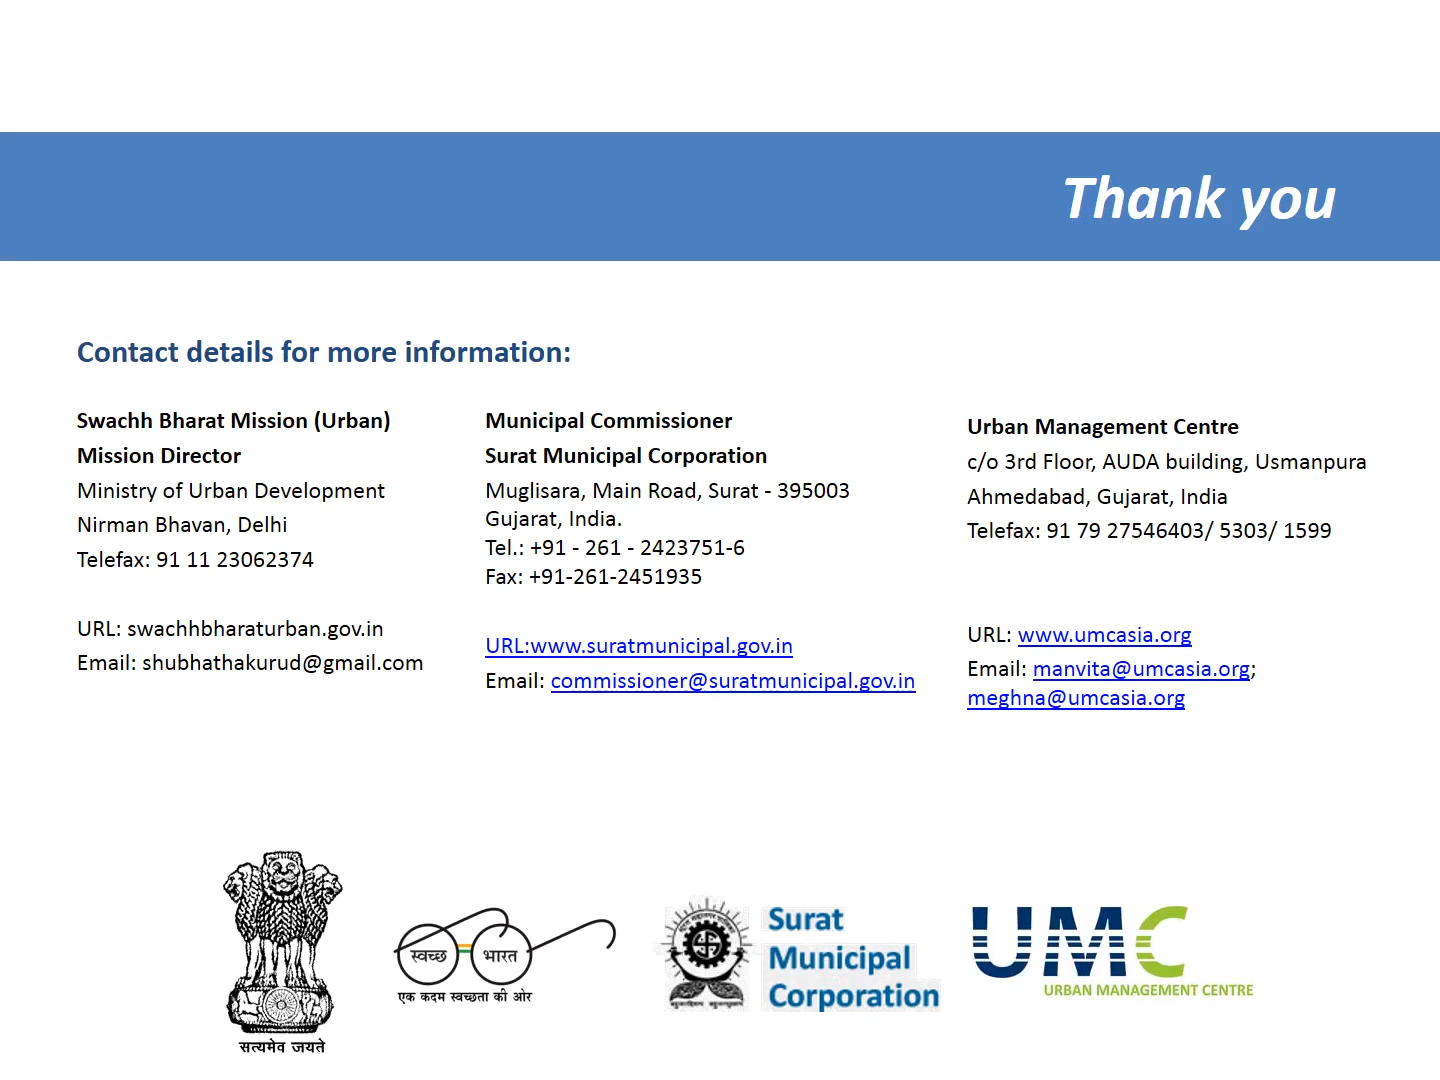 Thank you
Contact details for more information:
Swachh Bharat Mission (Urban)
Mission Director
Ministry of Urban Development
Nirman Bhavan, Delhi
Telefax: 91 11 23062374
URL: swachhbharaturban.gov.in
Email: shubhathakurud@gmail.com
Municipal Commissioner
Surat Municipal Corporation
Muglisara, Main Road, Surat - 395003
Gujarat, India.
Tel.: +91 - 261 - 2423751-6
Fax: +91-261-2451935
URL:www.suratmunicipal.gov.in
Email: commissioner@suratmunicipal.gov.in
Urban Management Centre
c/o 3rd Floor, AUDA building, Usmanpura
Ahmedabad, Gujarat, India
Telefax: 91 79 27546403/ 5303/ 1599
URL: www.umcasia.org
Email: manvita@umcasia.org;
meghna@umcasia.org
सत्यमेव जयते
स्वच्छ भारत
एक कदम स्वच्छता की ओर
Surat
Municipal
Corporation
UMC
URBAN MANAGEMENT CENTRE